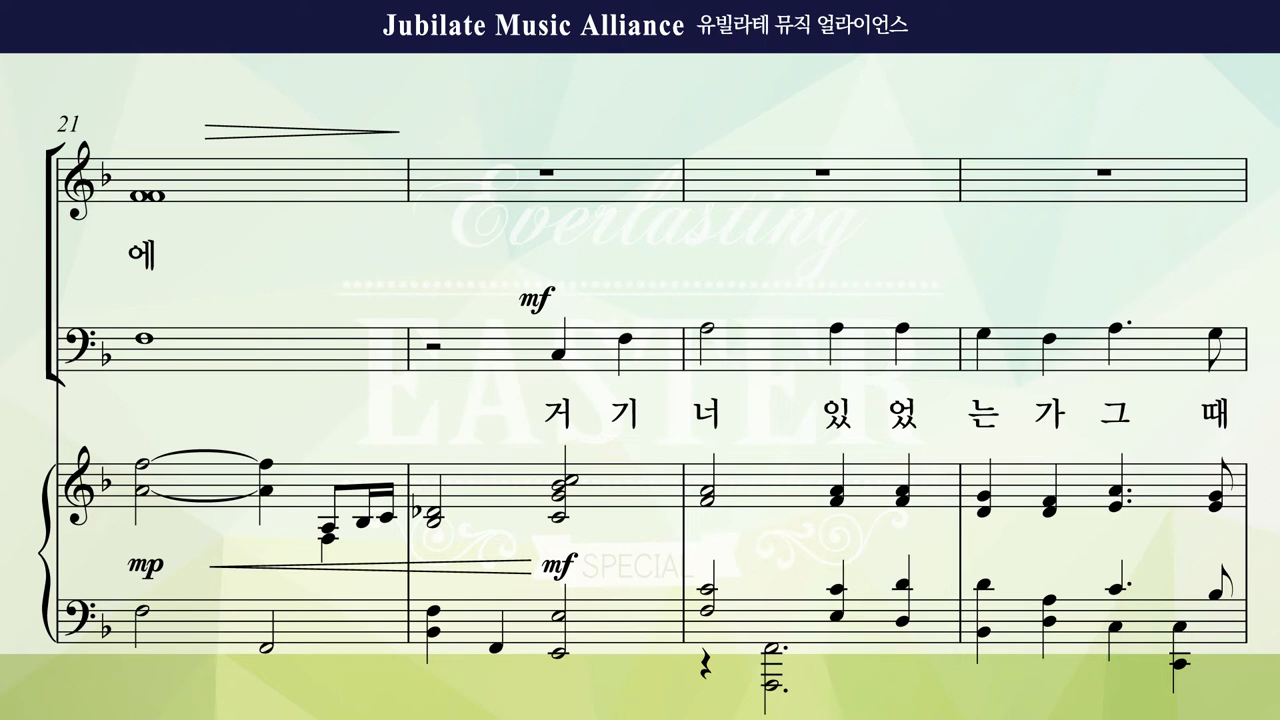 Jubilate Music Alliance 유빌라테 뮤직 얼라이언스
21
에
mf
거 기 너 있 었 는 가 그 때
mp mf
Everlasting
EASTER
SPECIAL